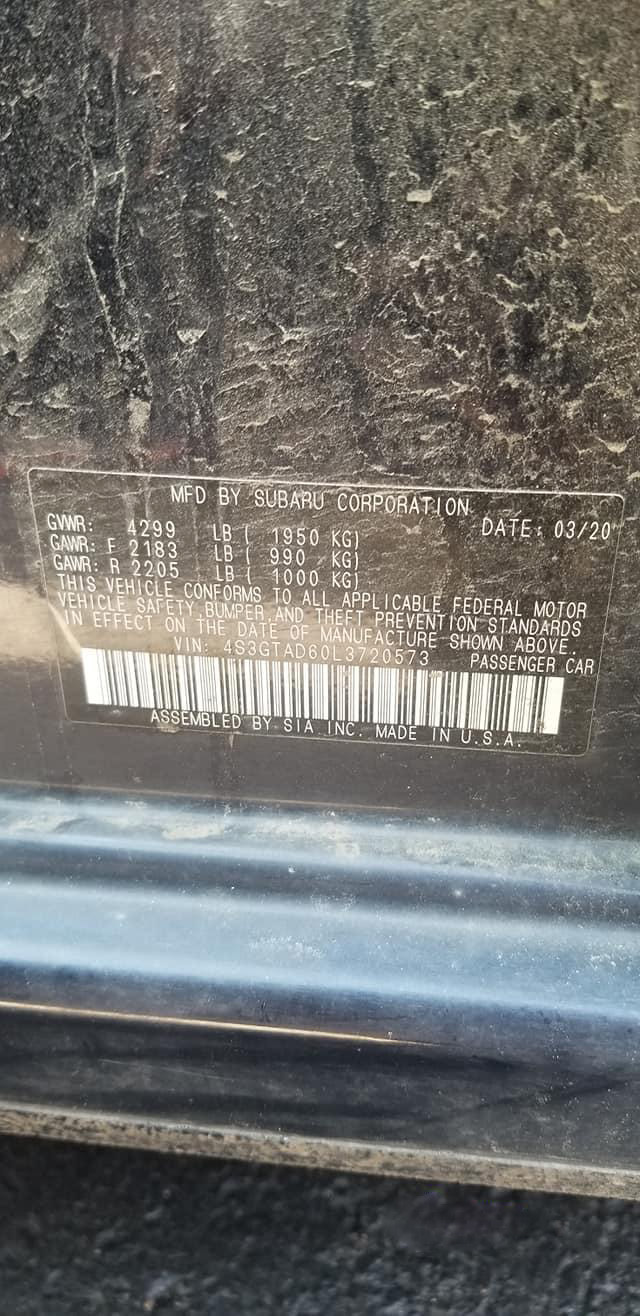 MFD BY SUBARU CORPORATION
GVWR: 4299 LB ( 1950 KG) DATE: 03/20
GAWR: F 2183 LB ( 990 KG)
GAWR: R 2205 LB ( 1000 KG)
THIS VEHICLE CONFORMS TO ALL APPLICABLE FEDERAL MOTOR
VEHICLE SAFETY, BUMPER, AND THEFT PREVENTION STANDARDS
IN EFFECT ON THE DATE OF MANUFACTURE SHOWN ABOVE.
VIN: 4S3GTAD60L3720573 PASSENGER CAR
ASSEMBLED BY SIA INC. MADE IN U.S.A.